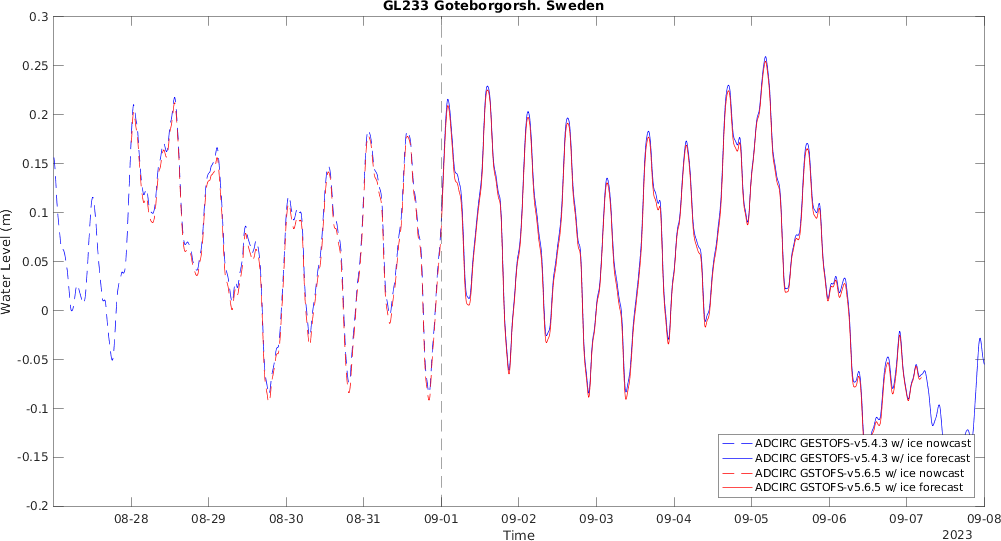 GL233 Goteborgorsh. Sweden
0.3
0.25
0.2
0.15
0.1
0.05
0
-0.05
-0.1
-0.15
-0.2
Water Level (m)
ADCIRC GESTOFS-v5.4.3 w/ ice nowcast
ADCIRC GESTOFS-v5.4.3 w/ ice forecast
ADCIRC GSTOFS-v5.6.5 w/ ice nowcast
ADCIRC GSTOFS-v5.6.5 w/ ice forecast
08-28 08-29 08-30 08-31 09-01 09-02 09-03 09-04 09-05 09-06 09-07 09-08
Time
2023